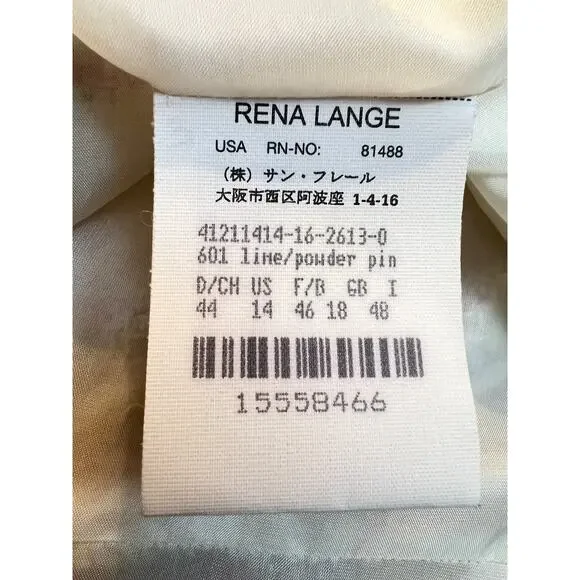 RENA LANGE
USA RN-NO: 81488
（株）サン・フレール
大阪市西区阿波座 1-4-16
41211414-16-2613-0
601 lime/powder pin
D/CH US F/B GB I
44 14 46 18 48
15558466